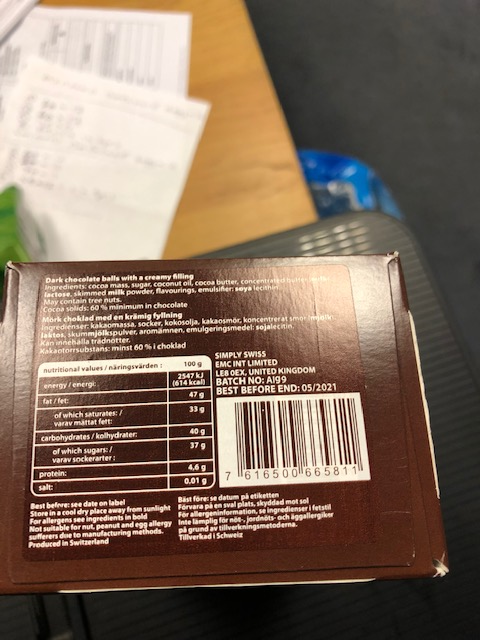 Dark chocolate balls with a creamy filling
Ingredients: cocoa mass, sugar, coconut oil, cocoa butter, concentrated butter
lactose, skimmed milk powder, flavourings, emulsifier: soya lecithin.
May contain tree nuts.
Cocoa solids: 60 % minimum in chocolate
Mörk choklad med en krämig fyllning
Ingredienser: kakaomassa, socker, kokosolja, kakaosmör, koncentrerat smör
laktos, skummjölkspulver, aromämnen, emulgeringsmedel: sojalecitin.
Kan innehålla trädnötter.
Kakaotorrsubstans: minst 60 % i choklad
nutritional values / näringsvärden : 100 g
energy / energi: 2547 kJ
(614 kcal)
fat / fet: 47 g
of which saturates: / 33 g
varav mättat fett:
carbohydrates / kolhydrater: 40 g
of which sugars: / 37 g
varav sockerarter :
protein: 4,6 g
salt: 0,01 g
SIMPLY SWISS
EMC INT LIMITED
LE8 0EX, UNITED KINGDOM
BATCH NO: AI99
BEST BEFORE END: 05/2021
7 616500 665811
Best before: see date on label
Store in a cool dry place away from sunlight
For allergens see ingredients in bold
Not suitable for nut, peanut and egg allergy
sufferers due to manufacturing methods.
Produced in Switzerland
Bäst före: se datum på etiketten
Förvara på en sval plats, skyddad mot sol
För allergeninformation, se ingredienser i fetstil
Inte lämplig för nöt-, jordnöts- och äggallergiker
på grund av tillverkningsmetoderna.
Tillverkad i Schweiz